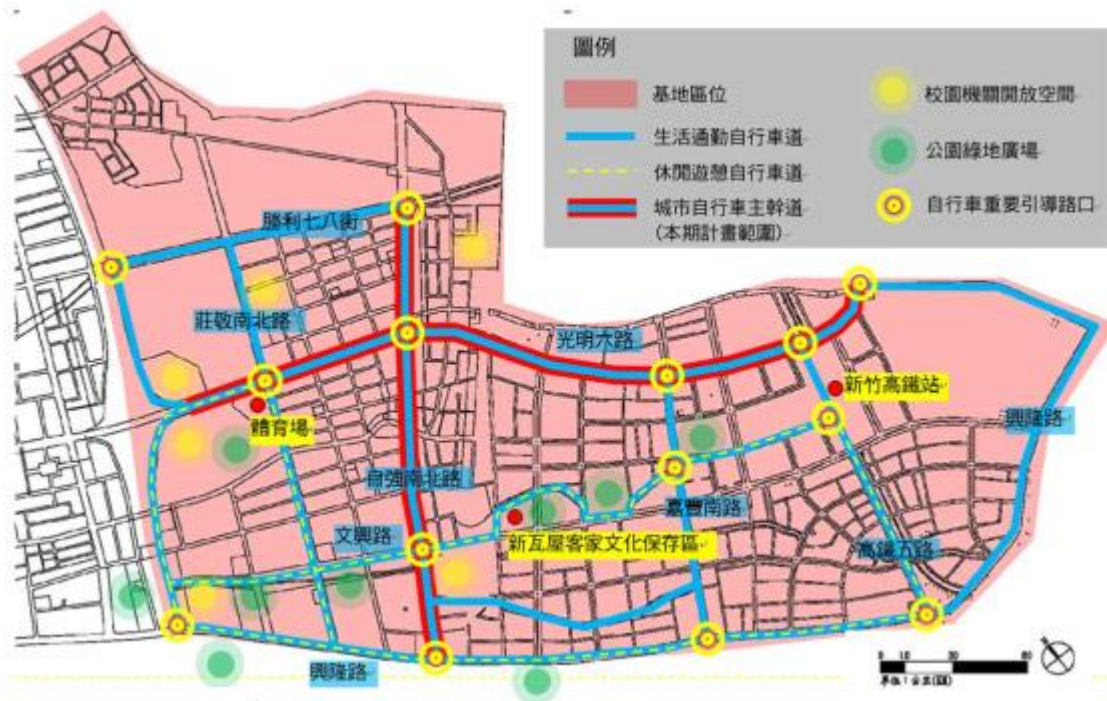 圖例
基地區位
生活通勤自行車道
休閒遊憩自行車道
城市自行車主幹道
(本期計畫範圍)
校園機關開放空間
公園綠地廣場
自行車重要引導路口
勝利七八街
莊敬南北路
光明六路
新竹高鐵站
興隆路
體育場
自強南北路
嘉豐南路
文興路
新瓦屋客家文化保存區
高鐵五路
興隆路
0 10